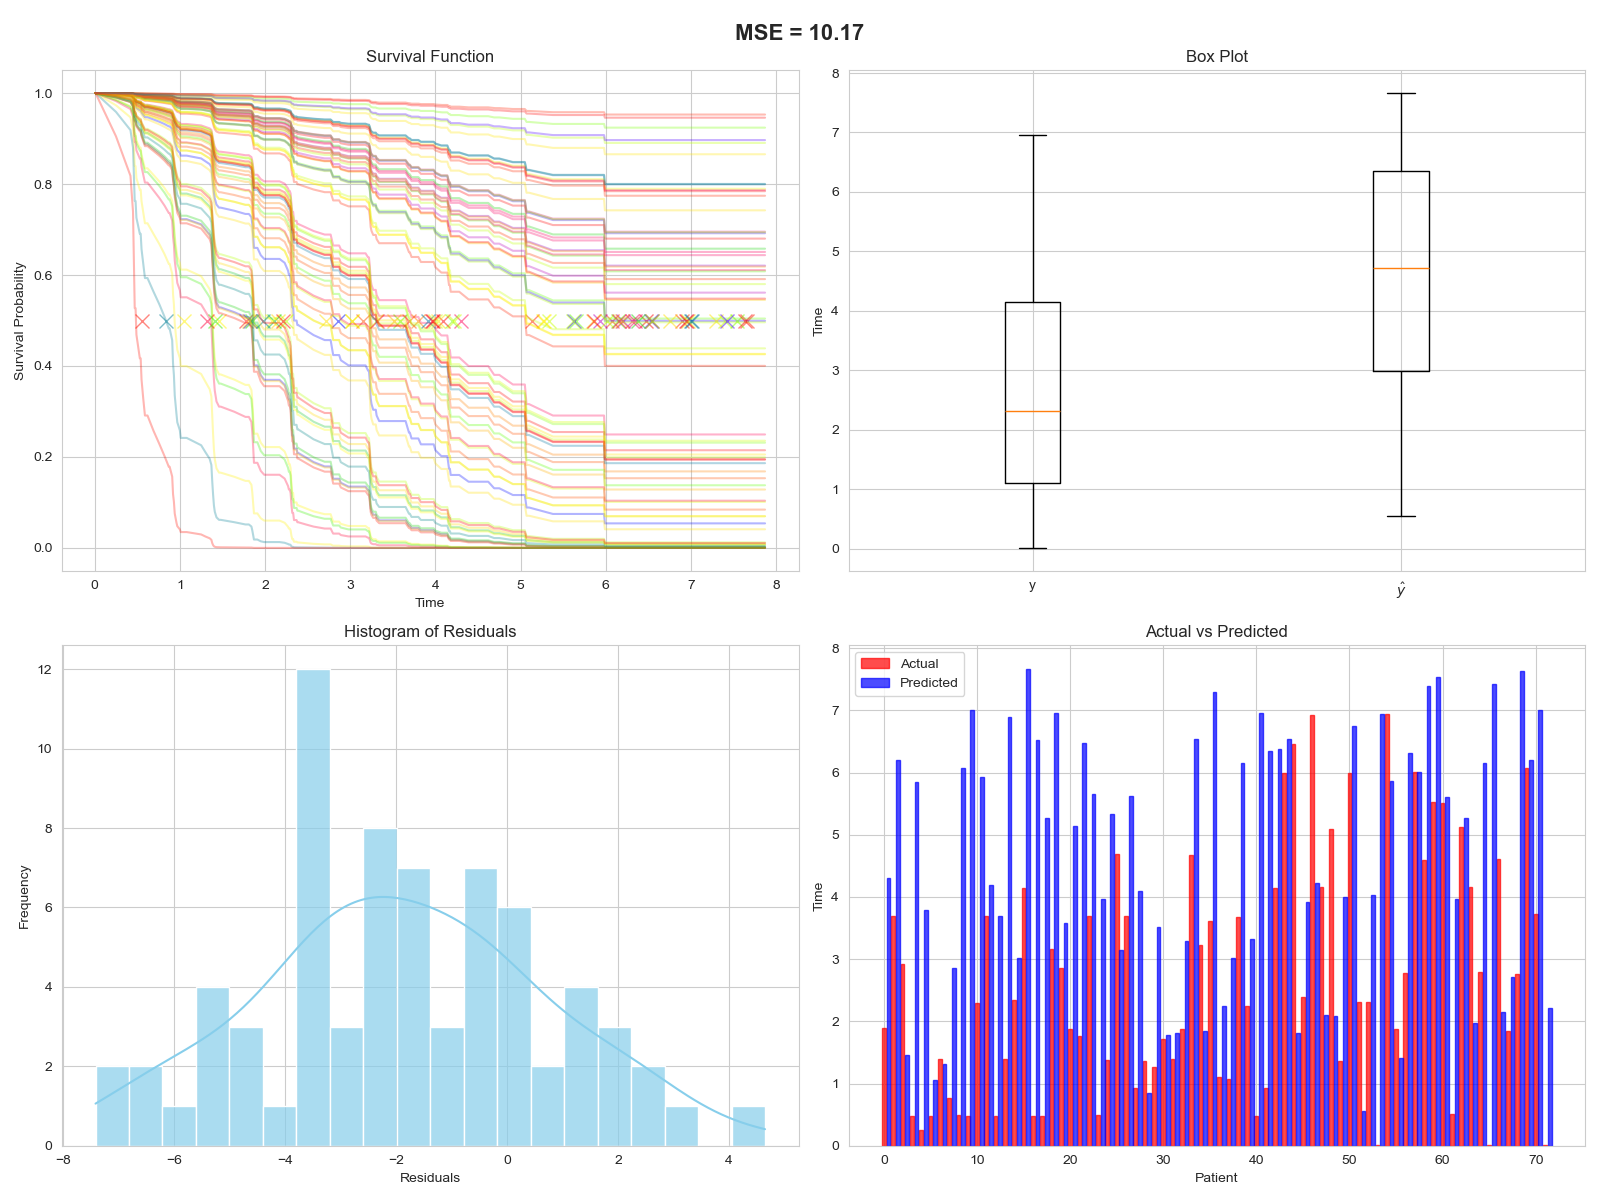 MSE = 10.17
Survival Function
Survival Probability
1.0
0.8
0.6
0.4
0.2
0.0
0 1 2 3 4 5 6 7 8
Time
Box Plot
Time
8
7
6
5
4
3
2
1
0
y ŷ
Histogram of Residuals
Frequency
12
10
8
6
4
2
0
−8 −6 −4 −2 0 2 4
Residuals
Actual vs Predicted
Actual
Predicted
Time
8
7
6
5
4
3
2
1
0
0 10 20 30 40 50 60 70
Patient